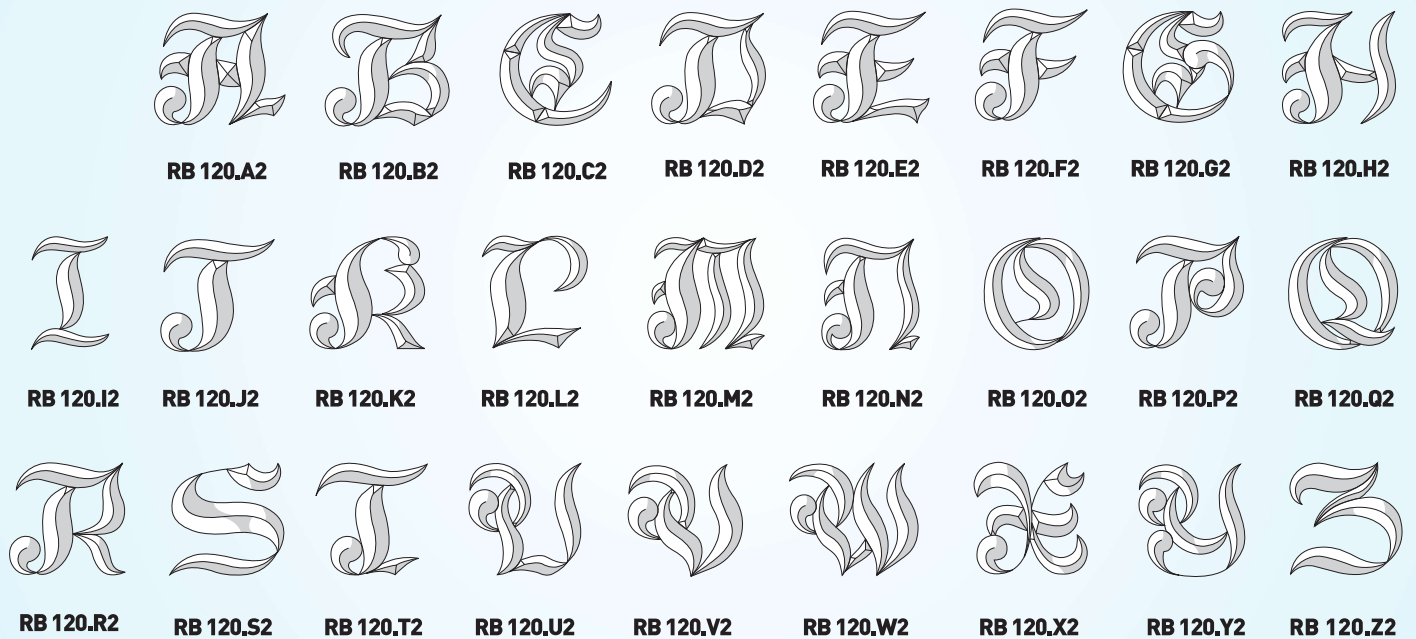 A B C D E F G H
RB 120.A2 RB 120.B2 RB 120.C2 RB 120.D2 RB 120.E2 RB 120.F2 RB 120.G2 RB 120.H2
I J K L M N O P Q
RB 120.I2 RB 120.J2 RB 120.K2 RB 120.L2 RB 120.M2 RB 120.N2 RB 120.O2 RB 120.P2 RB 120.Q2
R S T U V W X Y Z
RB 120.R2 RB 120.S2 RB 120.T2 RB 120.U2 RB 120.V2 RB 120.W2 RB 120.X2 RB 120.Y2 RB 120.Z2